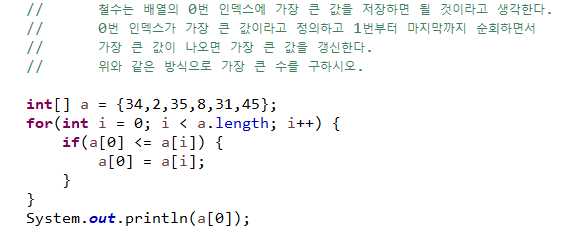 // 철수는 배열의 0번 인덱스에 가장 큰 값을 저장하면 될 것이라고 생각한다.
// 0번 인덱스가 가장 큰 값이라고 정의하고 1번부터 마지막까지 순회하면서
// 가장 큰 값이 나오면 가장 큰 값을 갱신한다.
// 위와 같은 방식으로 가장 큰 수를 구하시오.
int[] a = {34,2,35,8,31,45};
for(int i = 0; i < a.length; i++) {
if(a[0] <= a[i]) {
a[0] = a[i];
}
}
System.out.println(a[0]);